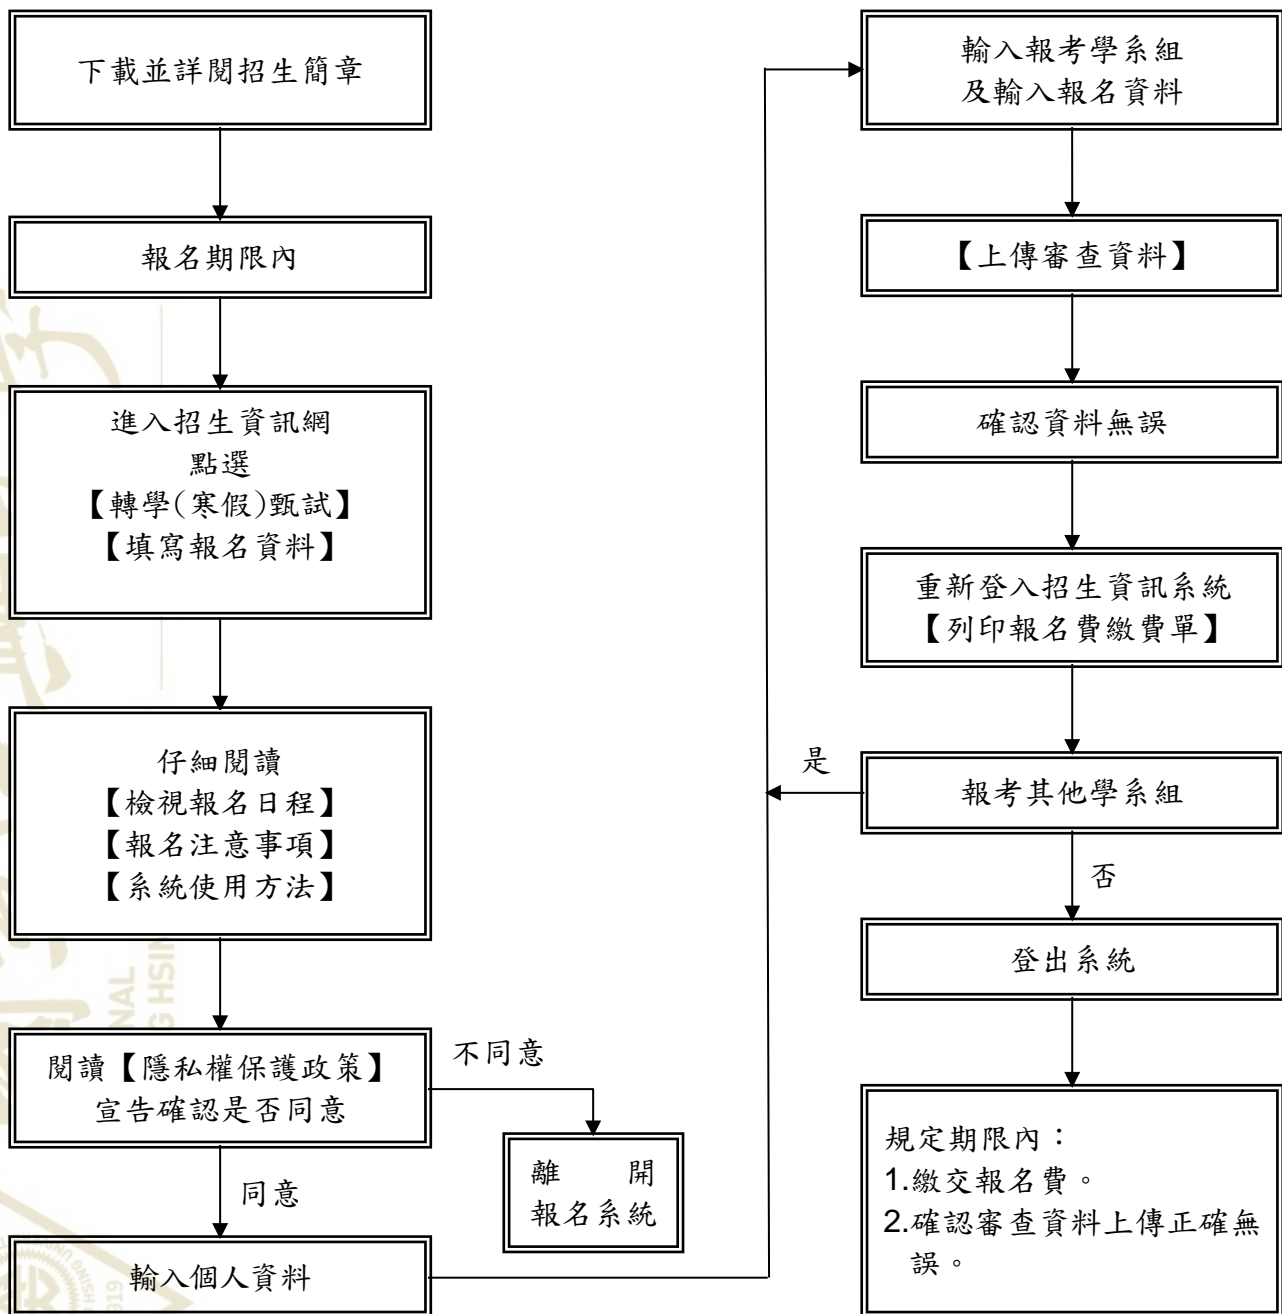 下載並詳閱招生簡章
報名期限內
進入招生資訊網
點選
【轉學(寒假)甄試】
【填寫報名資料】
仔細閱讀
【檢視報名日程】
【報名注意事項】
【系統使用方法】
閱讀【隱私權保護政策】
宣告確認是否同意
不同意
離　　開
報名系統
同意
輸入個人資料
輸入報考學系組
及輸入報名資料
【上傳審查資料】
確認資料無誤
重新登入招生資訊系統
【列印報名費繳費單】
是
報考其他學系組
否
登出系統
規定期限內：
1.繳交報名費。
2.確認審查資料上傳正確無
誤。
NAL
G HSIN
919